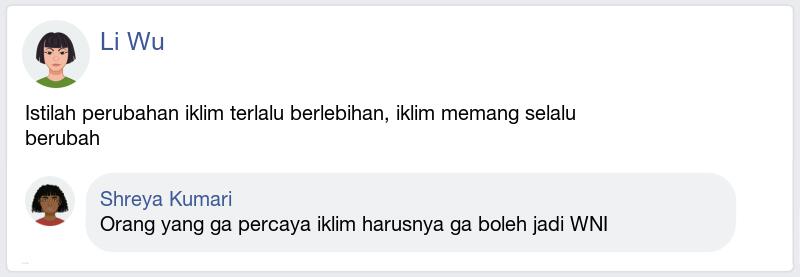 Li Wu
Istilah perubahan iklim terlalu berlebihan, iklim memang selalu
berubah
Shreya Kumari
Orang yang ga percaya iklim harusnya ga boleh jadi WNI